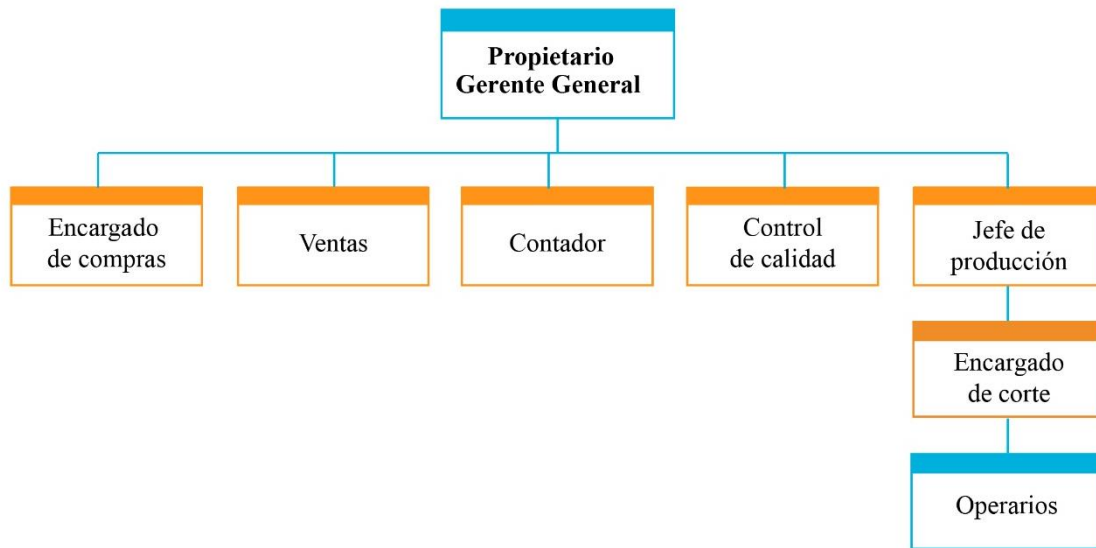 Propietario
Gerente General
Encargado
de compras
Ventas
Contador
Control
de calidad
Jefe de
producción
Encargado
de corte
Operarios